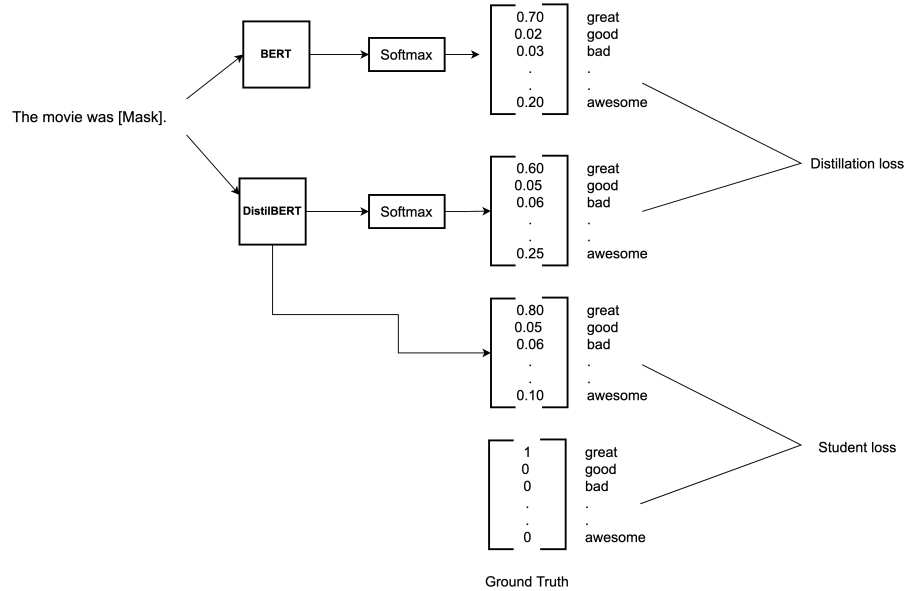 The movie was [Mask].
BERT
Softmax
0.70 great
0.02 good
0.03 bad
. .
. .
0.20 awesome
DistilBERT
Softmax
0.60 great
0.05 good
0.06 bad
. .
. .
0.25 awesome
Distillation loss
0.80 great
0.05 good
0.06 bad
. .
. .
0.10 awesome
1 great
0 good
0 bad
. .
. .
0 awesome
Student loss
Ground Truth